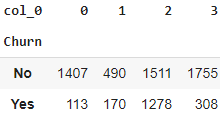 col_0 0 1 2 3
Churn
No 1407 490 1511 1755
Yes 113 170 1278 308